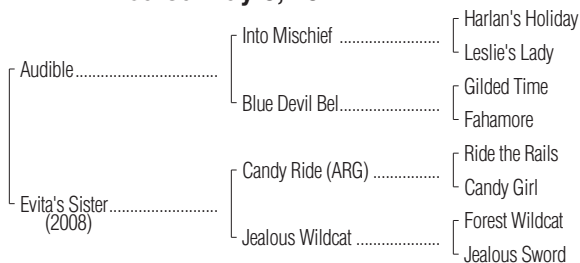 Harlan's Holiday
Into Mischief
Leslie's Lady
Audible
Gilded Time
Blue Devil Bel
Fahamore
Ride the Rails
Candy Ride (ARG)
Candy Girl
Evita's Sister
(2008)
Forest Wildcat
Jealous Wildcat
Jealous Sword